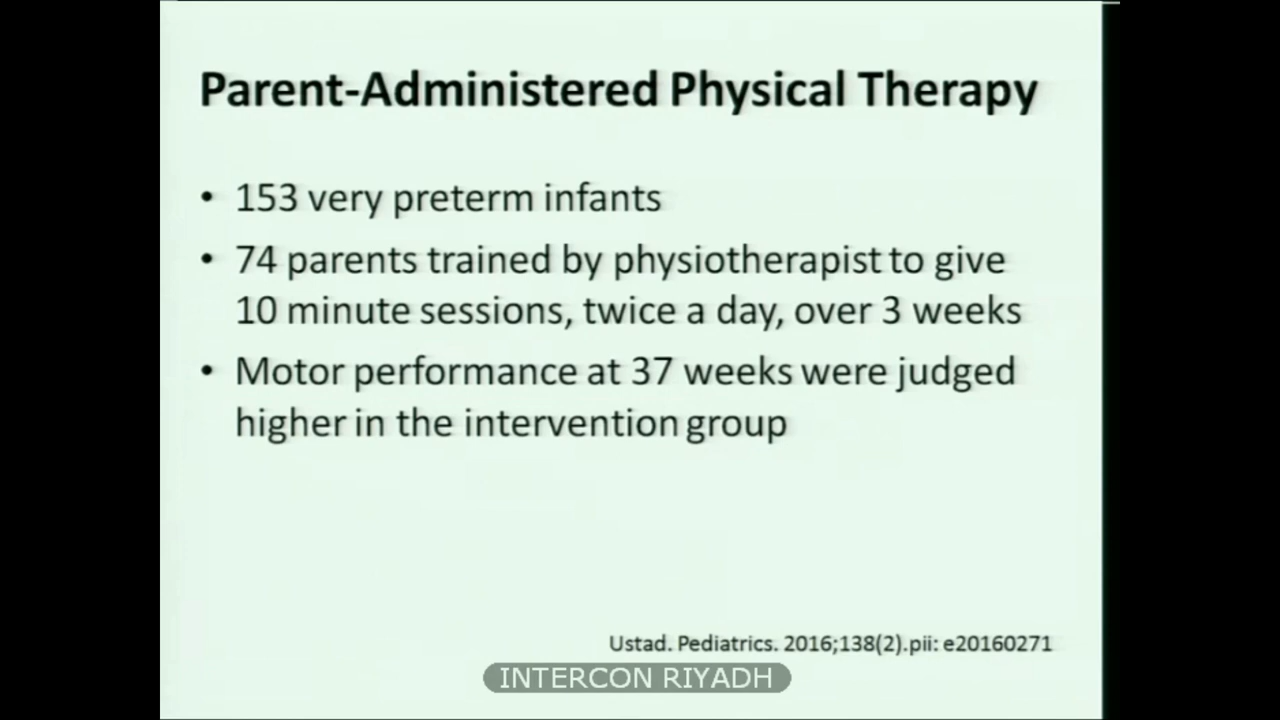 Parent-Administered Physical Therapy
• 153 very preterm infants
• 74 parents trained by physiotherapist to give
10 minute sessions, twice a day, over 3 weeks
• Motor performance at 37 weeks were judged
higher in the intervention group
Ustad. Pediatrics. 2016;138(2).pii: e20160271
INTERCON RIYADH